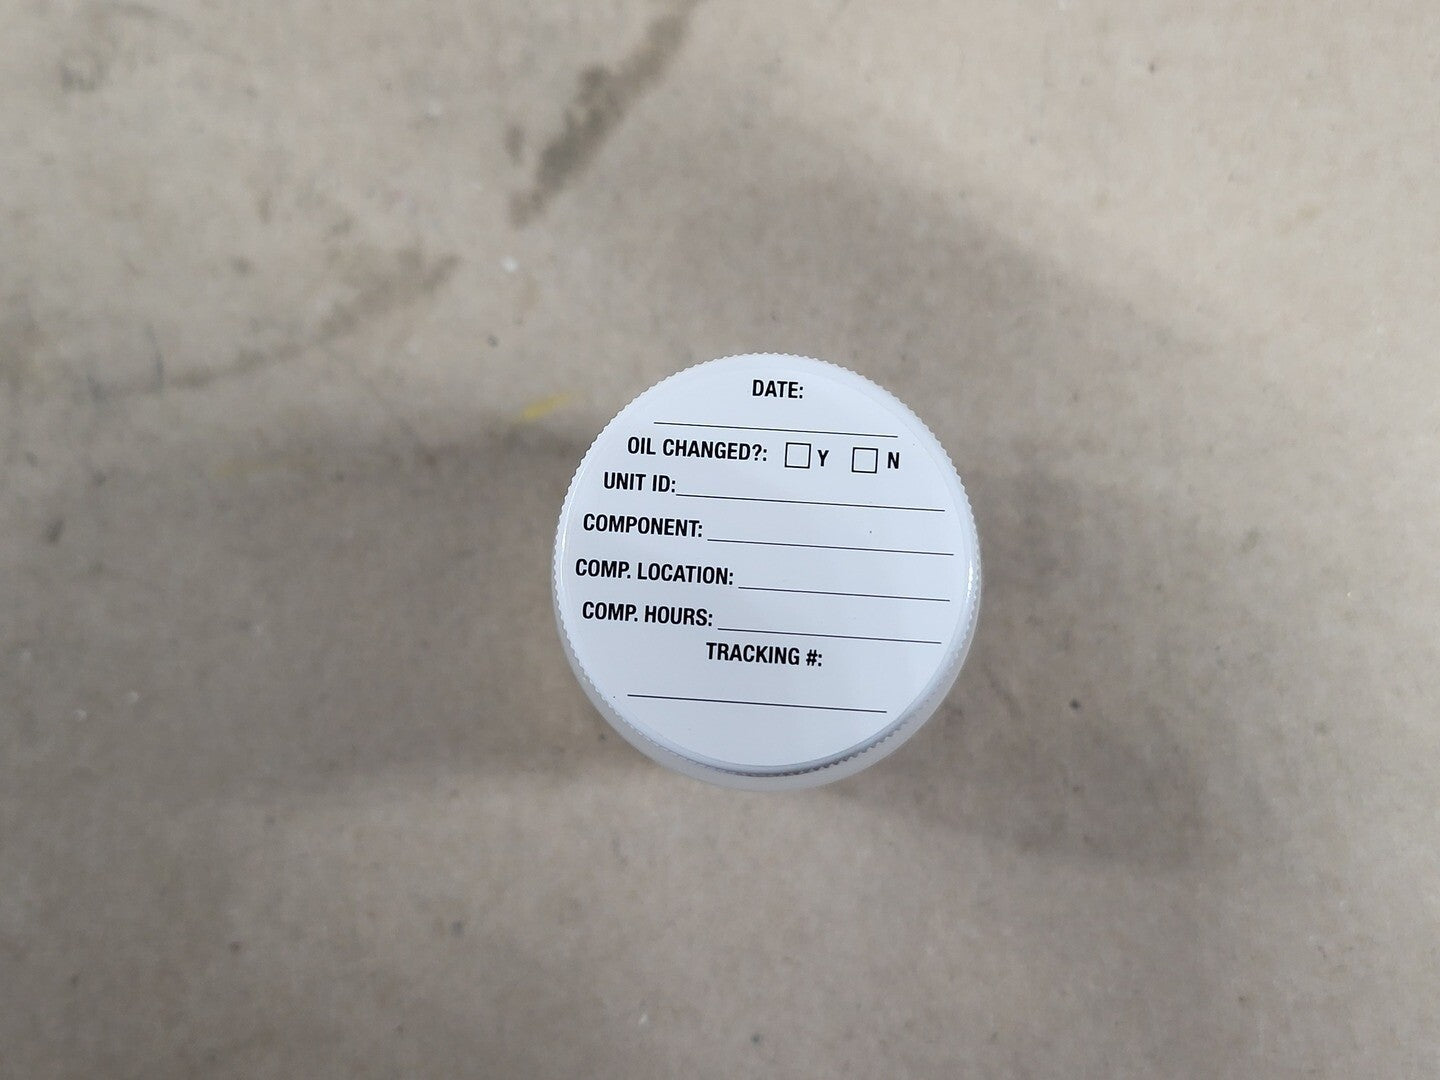 DATE:
OIL CHANGED?: Y N
UNIT ID:
COMPONENT:
COMP. LOCATION:
COMP. HOURS:
TRACKING #: